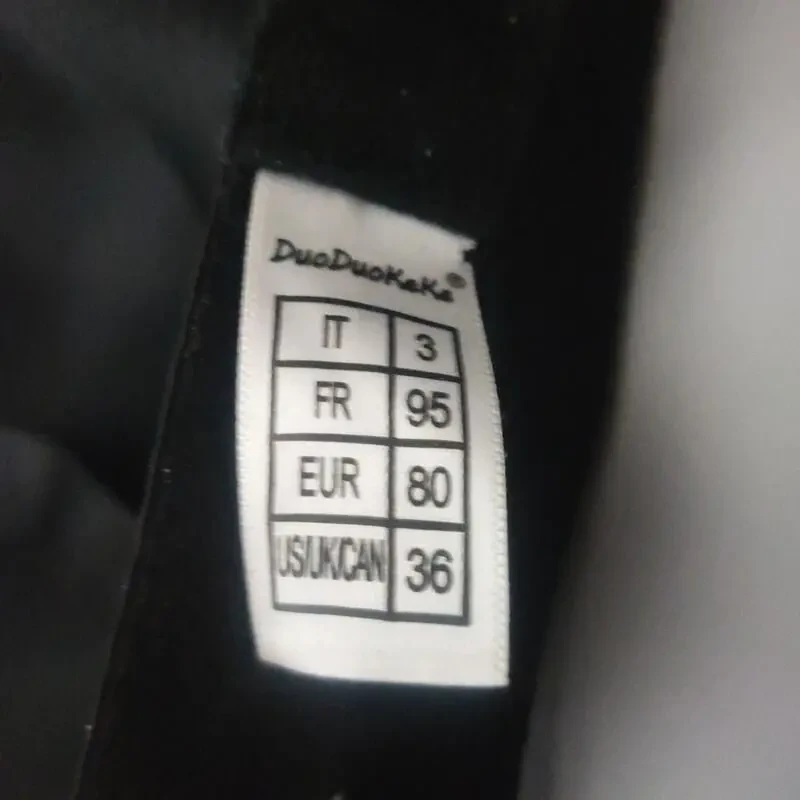 DuoDuoKeKe®
IT 3
FR 95
EUR 80
US/UK/CAN 36